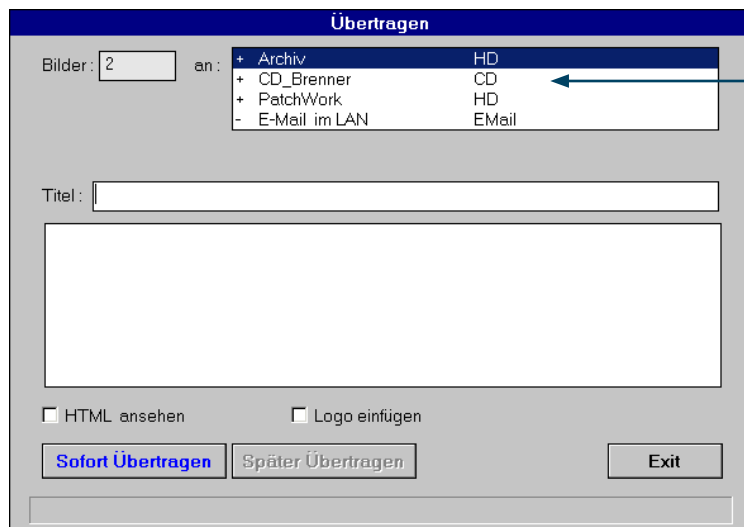 Übertragen
Bilder: 2 an: + Archiv HD
+ CD_Brenner CD
+ PatchWork HD
- E-Mail im LAN EMail
Titel:
HTML ansehen Logo einfügen
Sofort Übertragen Später Übertragen Exit